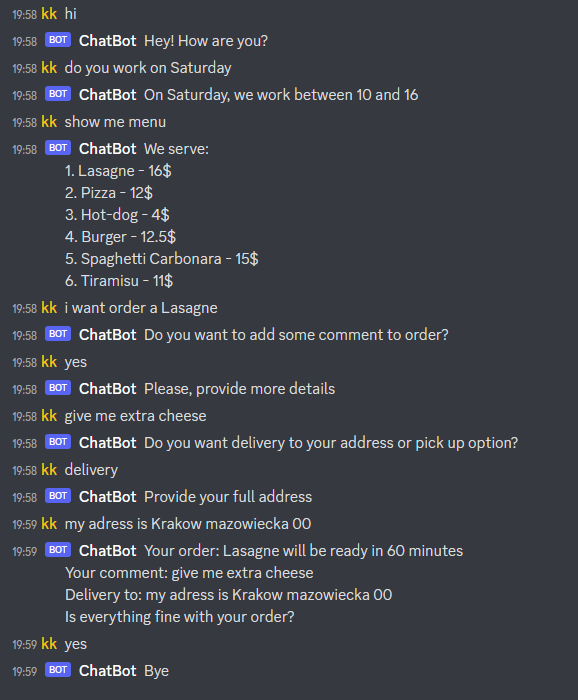 19:58 kk hi
19:58 BOT ChatBot Hey! How are you?
19:58 kk do you work on Saturday
19:58 BOT ChatBot On Saturday, we work between 10 and 16
19:58 kk show me menu
19:58 BOT ChatBot We serve:
1. Lasagne - 16$
2. Pizza - 12$
3. Hot-dog - 4$
4. Burger - 12.5$
5. Spaghetti Carbonara - 15$
6. Tiramisu - 11$
19:58 kk i want order a Lasagne
19:58 BOT ChatBot Do you want to add some comment to order?
19:58 kk yes
19:58 BOT ChatBot Please, provide more details
19:58 kk give me extra cheese
19:58 BOT ChatBot Do you want delivery to your address or pick up option?
19:58 kk delivery
19:58 BOT ChatBot Provide your full address
19:59 kk my adress is Krakow mazowiecka 00
19:59 BOT ChatBot Your order: Lasagne will be ready in 60 minutes
Your comment: give me extra cheese
Delivery to: my adress is Krakow mazowiecka 00
Is everything fine with your order?
19:59 kk yes
19:59 BOT ChatBot Bye